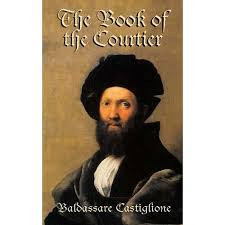 The Book of
the Courtier
Baldassare Castiglione